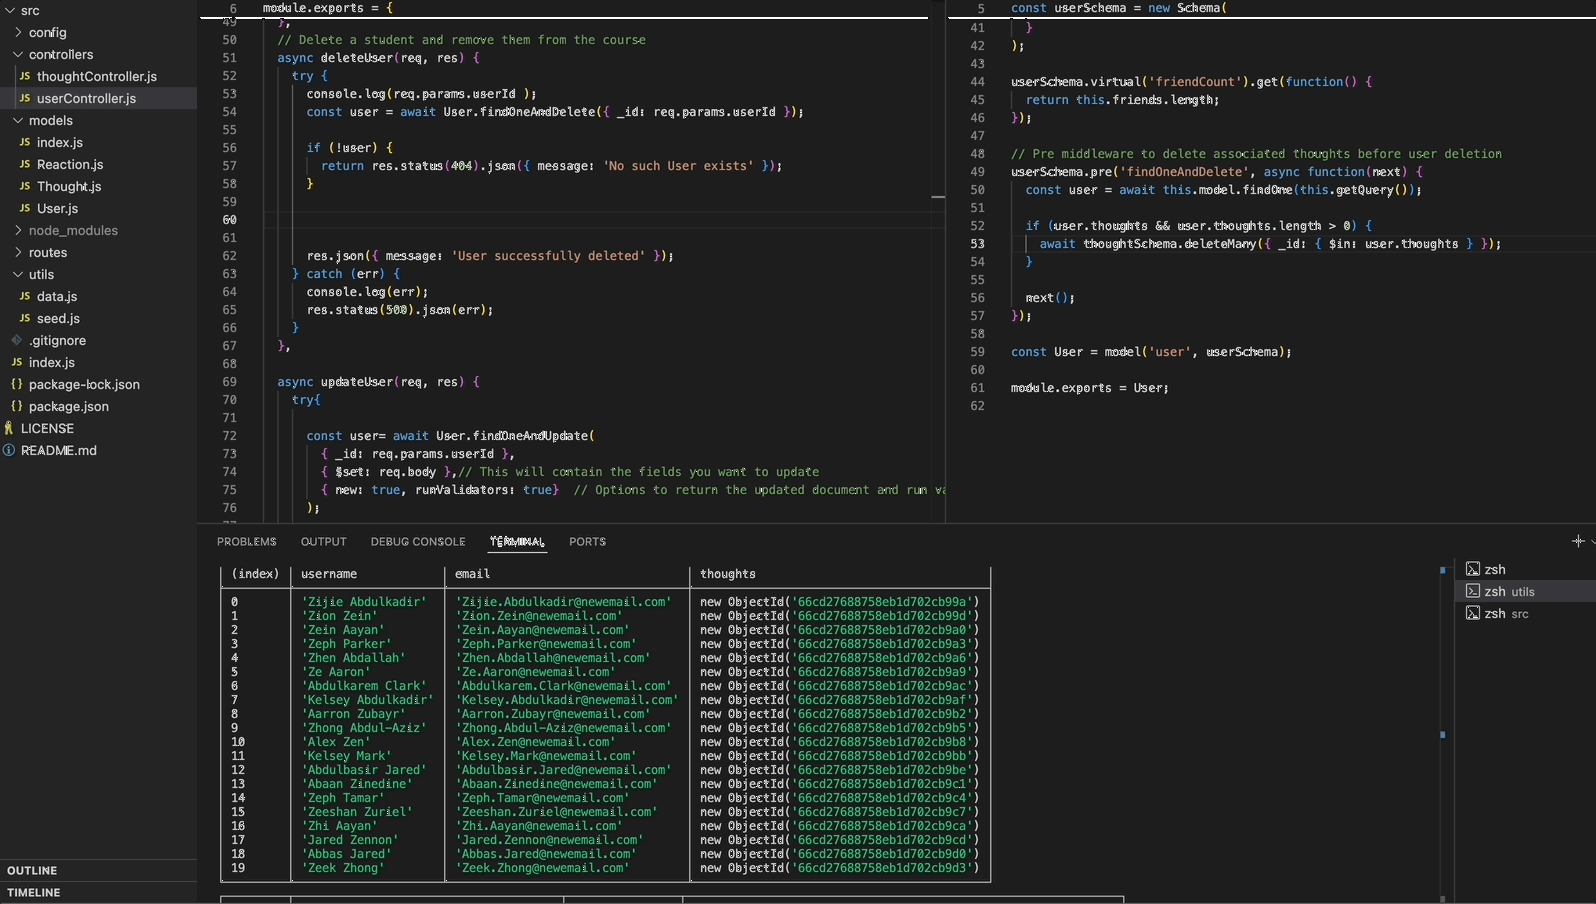 src
config
controllers
JS thoughtController.js
JS userController.js
models
JS index.js
JS Reaction.js
JS Thought.js
JS User.js
node_modules
routes
utils
JS data.js
JS seed.js
.gitignore
JS index.js
{} package-lock.json
{} package.json
LICENSE
README.md
OUTLINE
TIMELINE
6 module.exports = {
49 },
50 // Delete a student and remove them from the course
51 async deleteUser(req, res) {
52 try {
53 console.log(req.params.userId );
54 const user = await User.findOneAndDelete({ _id: req.params.userId });
55
56 if (!user) {
57 return res.status(404).json({ message: 'No such User exists' });
58 }
59
60
61
62 res.json({ message: 'User successfully deleted' });
63 } catch (err) {
64 console.log(err);
65 res.status(500).json(err);
66 }
67 },
68
69 async updateUser(req, res) {
70 try{
71
72 const user= await User.findOneAndUpdate(
73 { _id: req.params.userId },
74 { $set: req.body },// This will contain the fields you want to update
75 { new: true, runValidators: true} // Options to return the updated document and run va
76 );
5 const userSchema = new Schema(
41 }
42 );
43
44 userSchema.virtual('friendCount').get(function() {
45 return this.friends.length;
46 });
47
48 // Pre middleware to delete associated thoughts before user deletion
49 userSchema.pre('findOneAndDelete', async function(next) {
50 const user = await this.model.findOne(this.getQuery());
51
52 if (user.thoughts && user.thoughts.length > 0) {
53 await thoughtSchema.deleteMany({ _id: { $in: user.thoughts } });
54 }
55
56 next();
57 });
58
59 const User = model('user', userSchema);
60
61 module.exports = User;
62
PROBLEMS OUTPUT DEBUG CONSOLE TERMINAL PORTS
(index) username email thoughts
0 'Zijie Abdulkadir' 'Zijie.Abdulkadir@newemail.com' new ObjectId('66cd27688758eb1d702cb99a')
1 'Zion Zein' 'Zion.Zein@newemail.com' new ObjectId('66cd27688758eb1d702cb99d')
2 'Zein Aayan' 'Zein.Aayan@newemail.com' new ObjectId('66cd27688758eb1d702cb9a0')
3 'Zeph Parker' 'Zeph.Parker@newemail.com' new ObjectId('66cd27688758eb1d702cb9a3')
4 'Zhen Abdallah' 'Zhen.Abdallah@newemail.com' new ObjectId('66cd27688758eb1d702cb9a6')
5 'Ze Aaron' 'Ze.Aaron@newemail.com' new ObjectId('66cd27688758eb1d702cb9a9')
6 'Abdulkarem Clark' 'Abdulkarem.Clark@newemail.com' new ObjectId('66cd27688758eb1d702cb9ac')
7 'Kelsey Abdulkadir' 'Kelsey.Abdulkadir@newemail.com' new ObjectId('66cd27688758eb1d702cb9af')
8 'Aarron Zubayr' 'Aarron.Zubayr@newemail.com' new ObjectId('66cd27688758eb1d702cb9b2')
9 'Zhong Abdul-Aziz' 'Zhong.Abdul-Aziz@newemail.com' new ObjectId('66cd27688758eb1d702cb9b5')
10 'Alex Zen' 'Alex.Zen@newemail.com' new ObjectId('66cd27688758eb1d702cb9b8')
11 'Kelsey Mark' 'Kelsey.Mark@newemail.com' new ObjectId('66cd27688758eb1d702cb9bb')
12 'Abdulbasir Jared' 'Abdulbasir.Jared@newemail.com' new ObjectId('66cd27688758eb1d702cb9be')
13 'Abaan Zinedine' 'Abaan.Zinedine@newemail.com' new ObjectId('66cd27688758eb1d702cb9c1')
14 'Zeph Tamar' 'Zeph.Tamar@newemail.com' new ObjectId('66cd27688758eb1d702cb9c4')
15 'Zeeshan Zuriel' 'Zeeshan.Zuriel@newemail.com' new ObjectId('66cd27688758eb1d702cb9c7')
16 'Zhi Aayan' 'Zhi.Aayan@newemail.com' new ObjectId('66cd27688758eb1d702cb9ca')
17 'Jared Zennon' 'Jared.Zennon@newemail.com' new ObjectId('66cd27688758eb1d702cb9cd')
18 'Abbas Jared' 'Abbas.Jared@newemail.com' new ObjectId('66cd27688758eb1d702cb9d0')
19 'Zeek Zhong' 'Zeek.Zhong@newemail.com' new ObjectId('66cd27688758eb1d702cb9d3')
zsh
zsh utils
zsh src